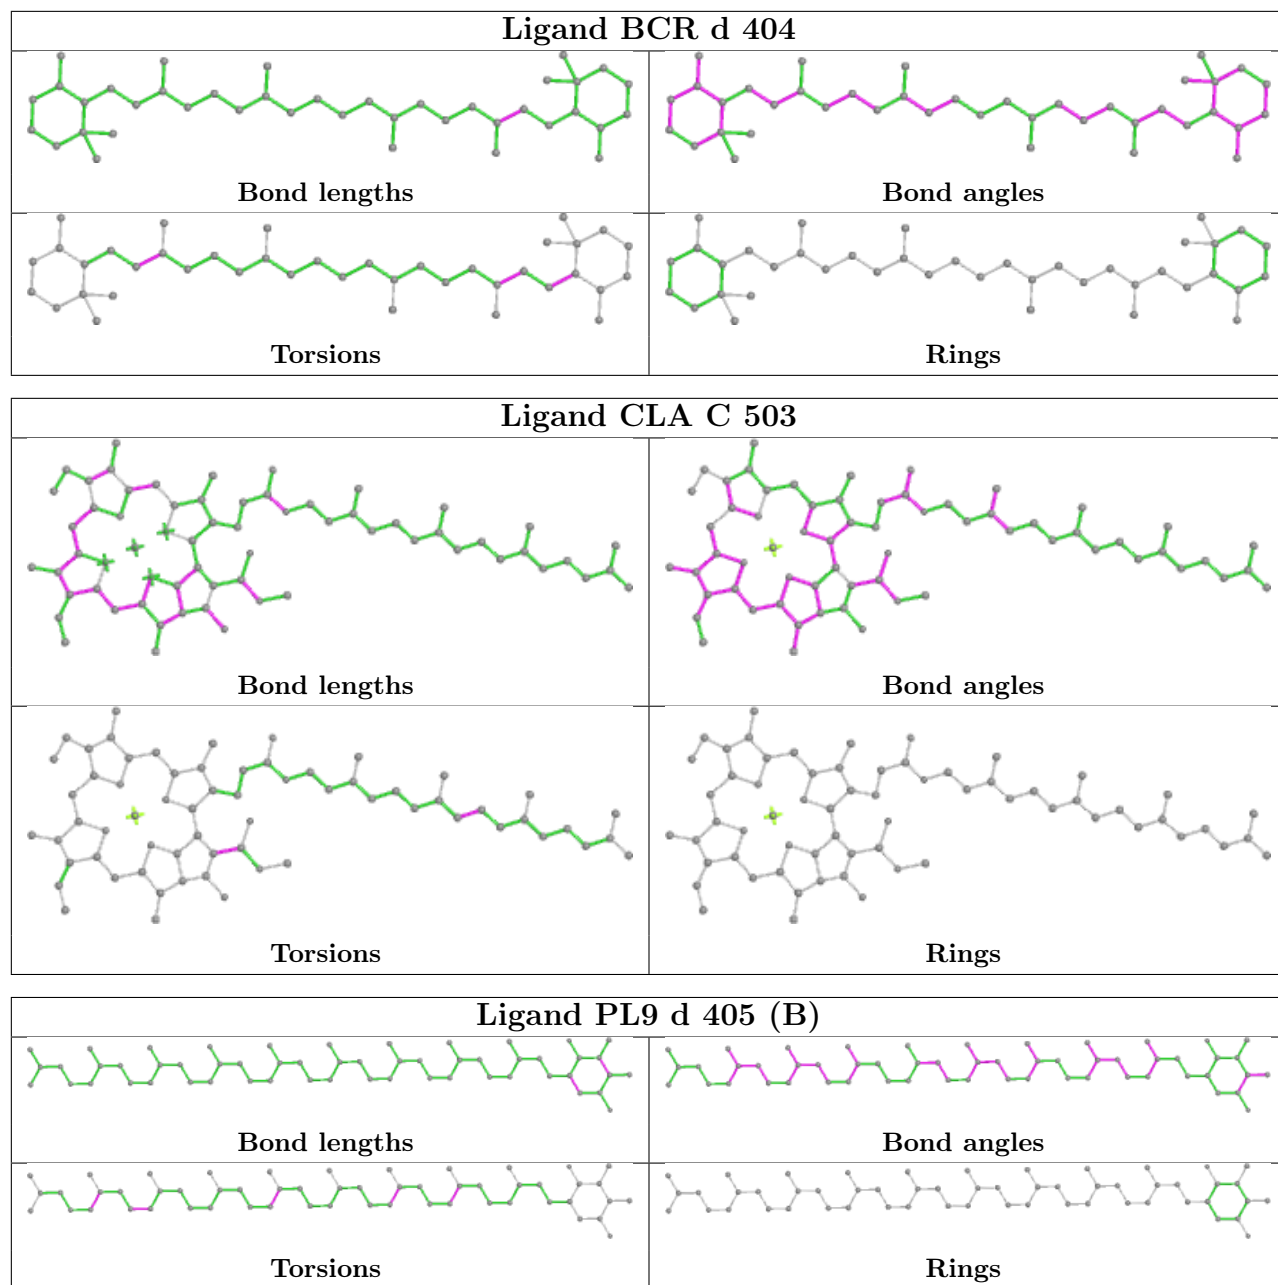 Ligand BCR d 404
Bond lengths
Bond angles
Torsions
Rings
Ligand CLA C 503
Bond lengths
Bond angles
Torsions
Rings
Ligand PL9 d 405 (B)
Bond lengths
Bond angles
Torsions
Rings